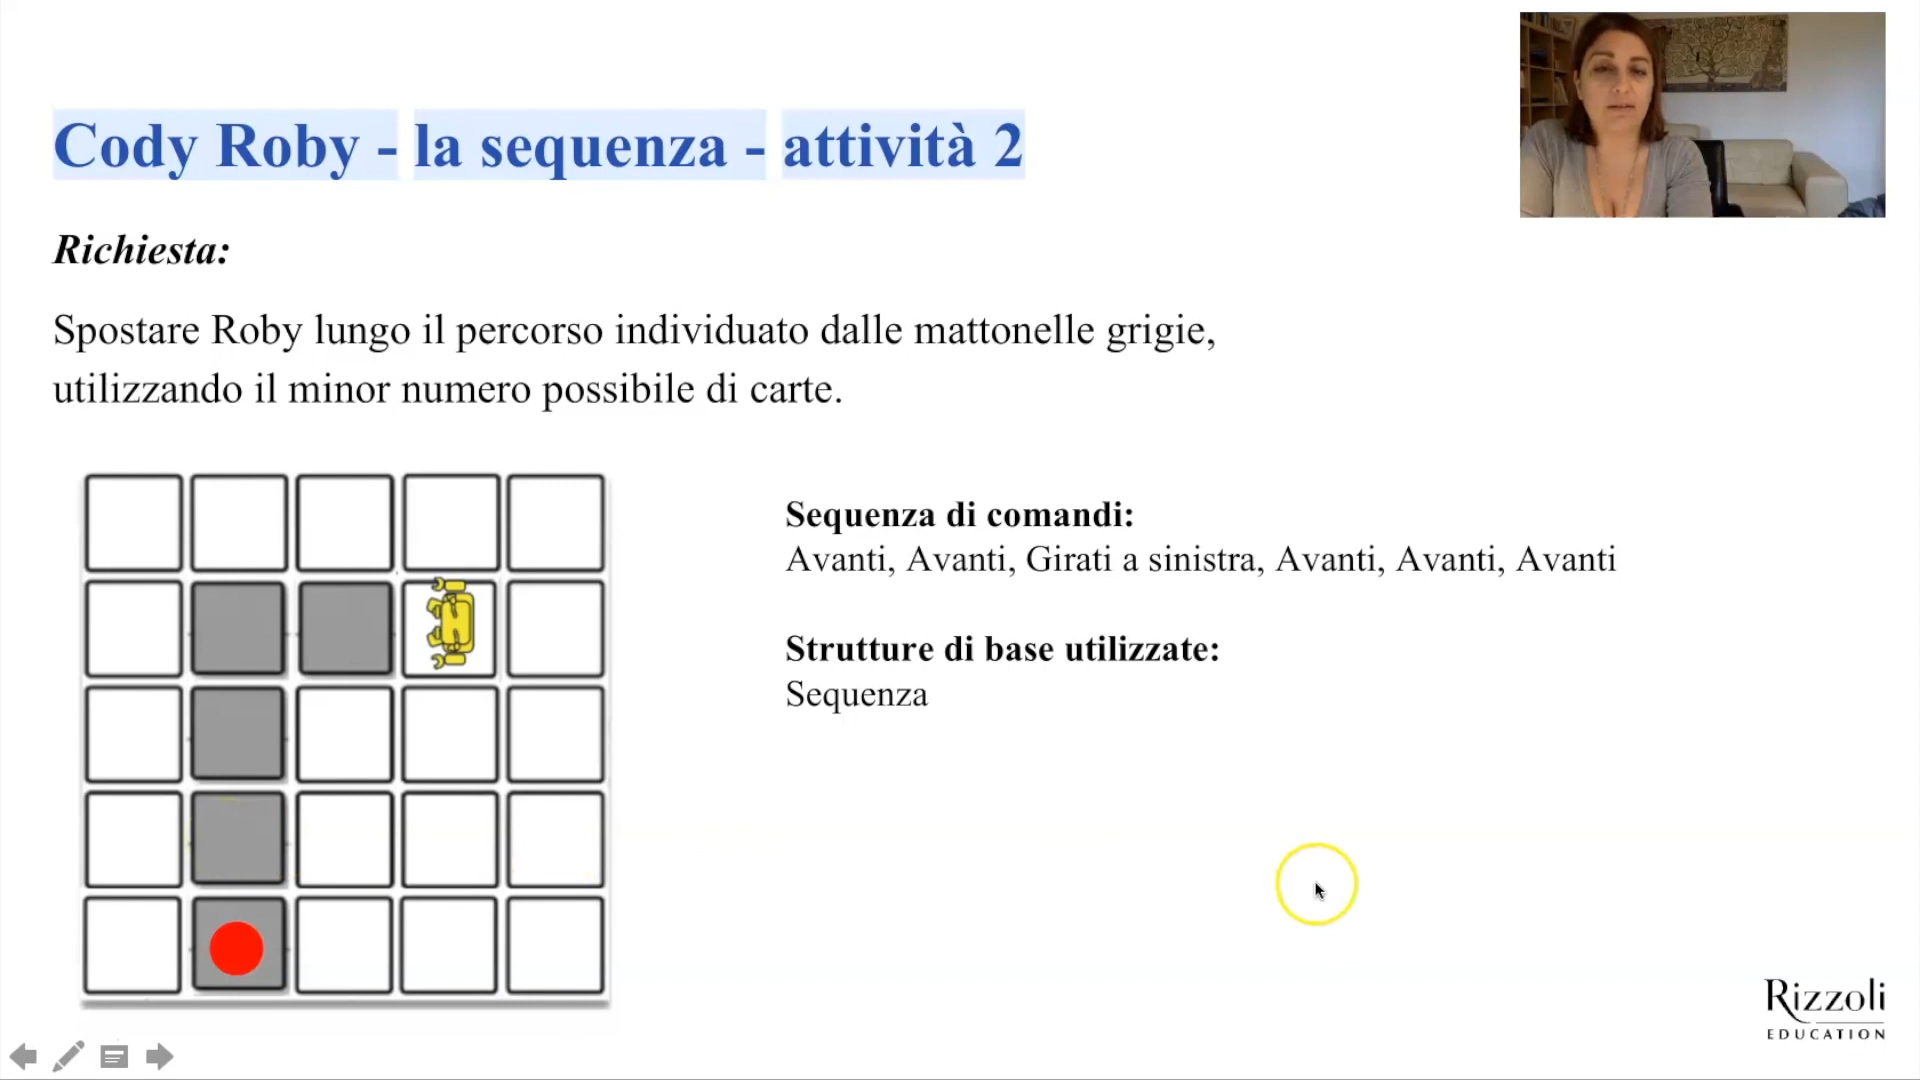 Cody Roby - la sequenza - attività 2
Richiesta:
Spostare Roby lungo il percorso individuato dalle mattonelle grigie,
utilizzando il minor numero possibile di carte.
Sequenza di comandi:
Avanti, Avanti, Girati a sinistra, Avanti, Avanti, Avanti
Strutture di base utilizzate:
Sequenza
Rizzoli
EDUCATION